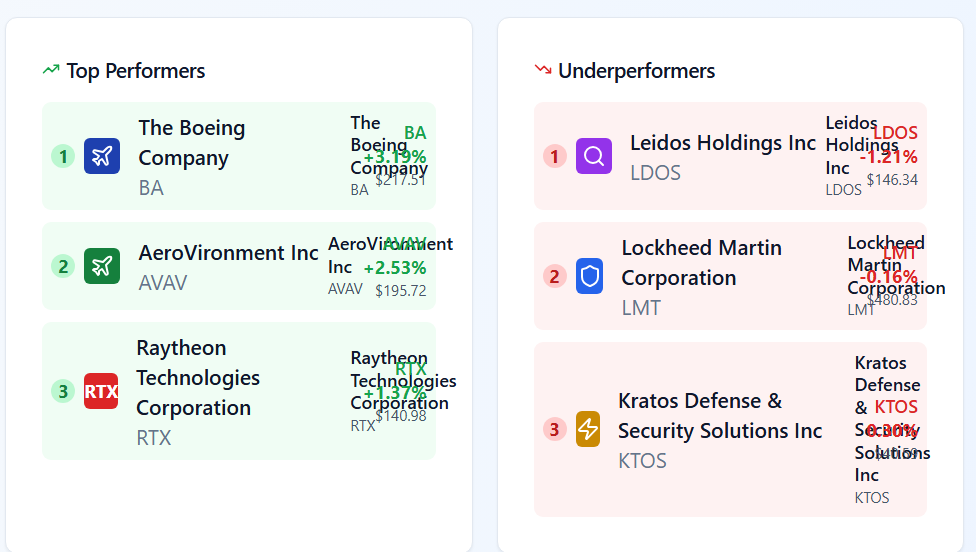 Top Performers
1
The Boeing
Company
BA
The
Boeing
Company
BA
BA
+3.19%
$217.51
2
AeroVironment Inc
AVAV
AeroVironment
Inc
AVAV
AVAV
+2.53%
$195.72
3
RTX
Raytheon
Technologies
Corporation
RTX
Raytheon
Technologies
Corporation
RTX
RTX
+1.37%
$140.98
Underperformers
1
Leidos Holdings Inc
LDOS
Leidos
Holdings
Inc
LDOS
LDOS
-1.21%
$146.34
2
Lockheed Martin
Corporation
LMT
Lockheed
Martin
Corporation
LMT
LMT
-0.16%
$480.83
3
Kratos Defense &
Security Solutions Inc
KTOS
Kratos
Defense
&
Security
Solutions
Inc
KTOS
KTOS
0.30%